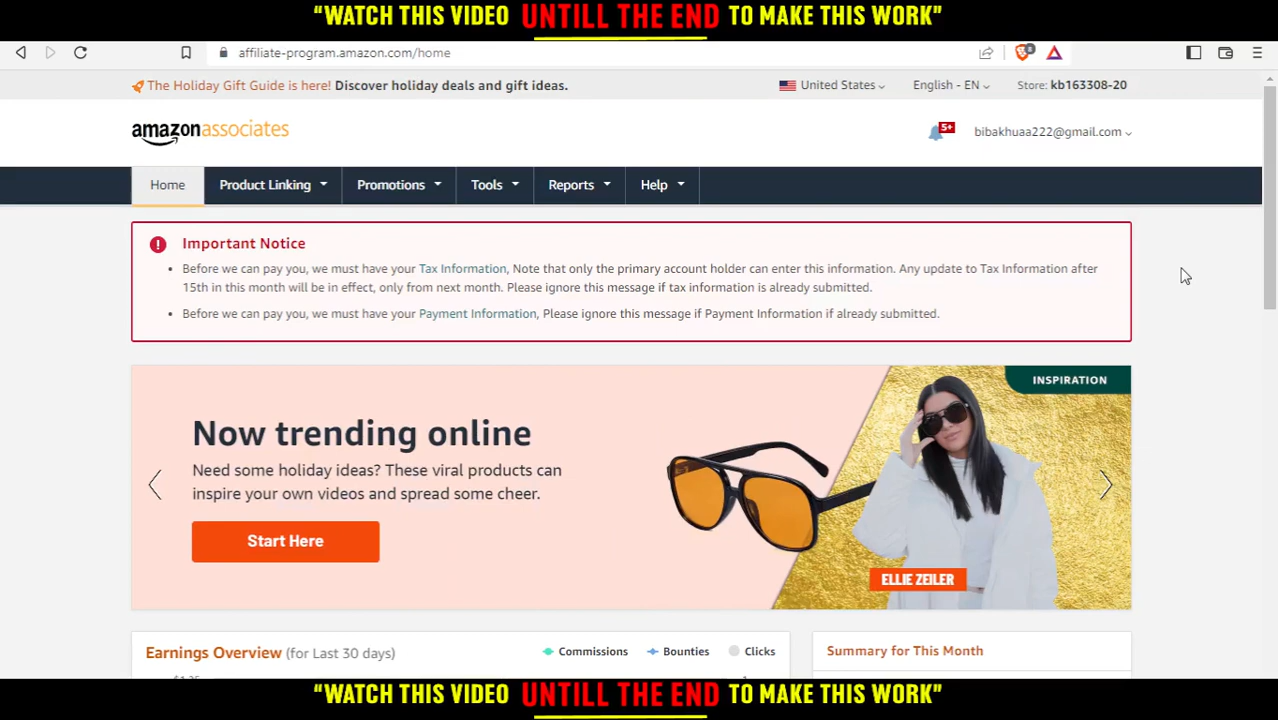 "WATCH THIS VIDEO UNTILL THE END TO MAKE THIS WORK"
affiliate-program.amazon.com/home
The Holiday Gift Guide is here! Discover holiday deals and gift ideas.
United States
English - EN
Store: kb163308-20
amazonassociates
5+
bibakhuaa222@gmail.com
Home
Product Linking
Promotions
Tools
Reports
Help
Important Notice
• Before we can pay you, we must have your Tax Information, Note that only the primary account holder can enter this information. Any update to Tax Information after
15th in this month will be in effect, only from next month. Please ignore this message if tax information is already submitted.
• Before we can pay you, we must have your Payment Information, Please ignore this message if Payment Information if already submitted.
INSPIRATION
Now trending online
Need some holiday ideas? These viral products can
inspire your own videos and spread some cheer.
Start Here
ELLIE ZEILER
Earnings Overview (for Last 30 days)
Commissions
Bounties
Clicks
Summary for This Month
"WATCH THIS VIDEO UNTILL THE END TO MAKE THIS WORK"